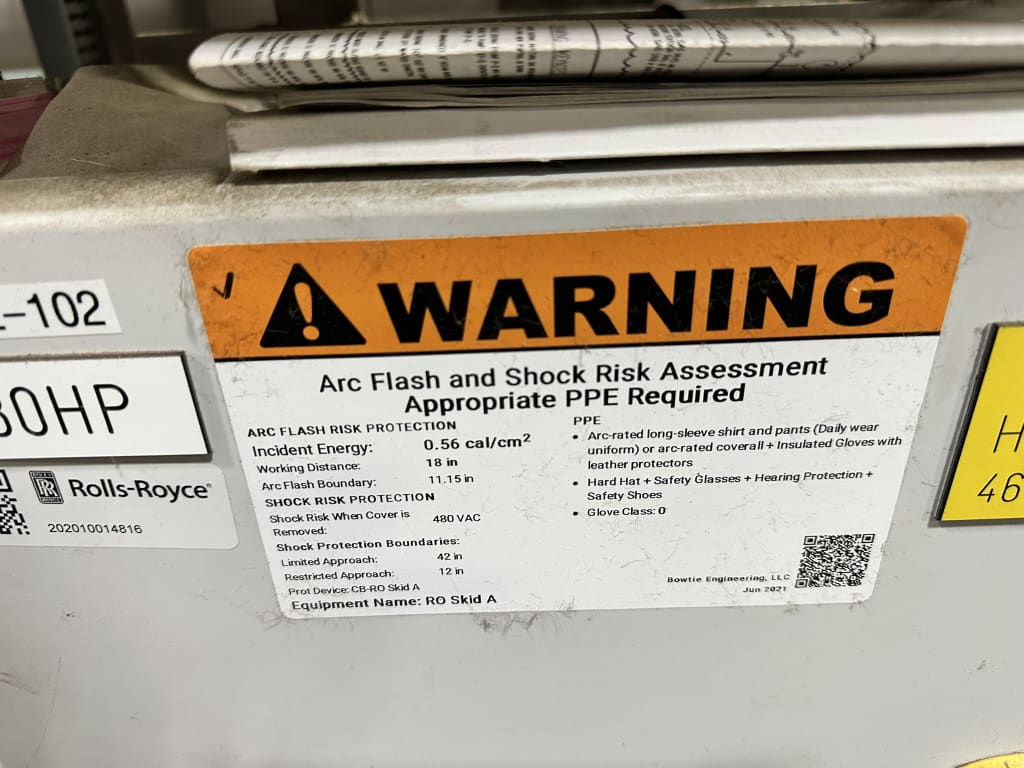 WARNING
Arc Flash and Shock Risk Assessment
Appropriate PPE Required
ARC FLASH RISK PROTECTION
Incident Energy: 0.56 cal/cm²
Working Distance: 18 in
Arc Flash Boundary: 11.15 in
SHOCK RISK PROTECTION
Shock Risk When Cover is
Removed: 480 VAC
Shock Protection Boundaries:
Limited Approach: 42 in
Restricted Approach: 12 in
Prot Device: CB-RO Skid A
Equipment Name: RO Skid A
PPE
• Arc-rated long-sleeve shirt and pants (Daily wear
uniform) or arc-rated coverall + Insulated Gloves with
leather protectors
• Hard Hat + Safety Glasses + Hearing Protection +
Safety Shoes
• Glove Class: 0
Bowtie Engineering, LLC
Jun 2021
-102
0HP
Rolls-Royce
202010014816
H
46